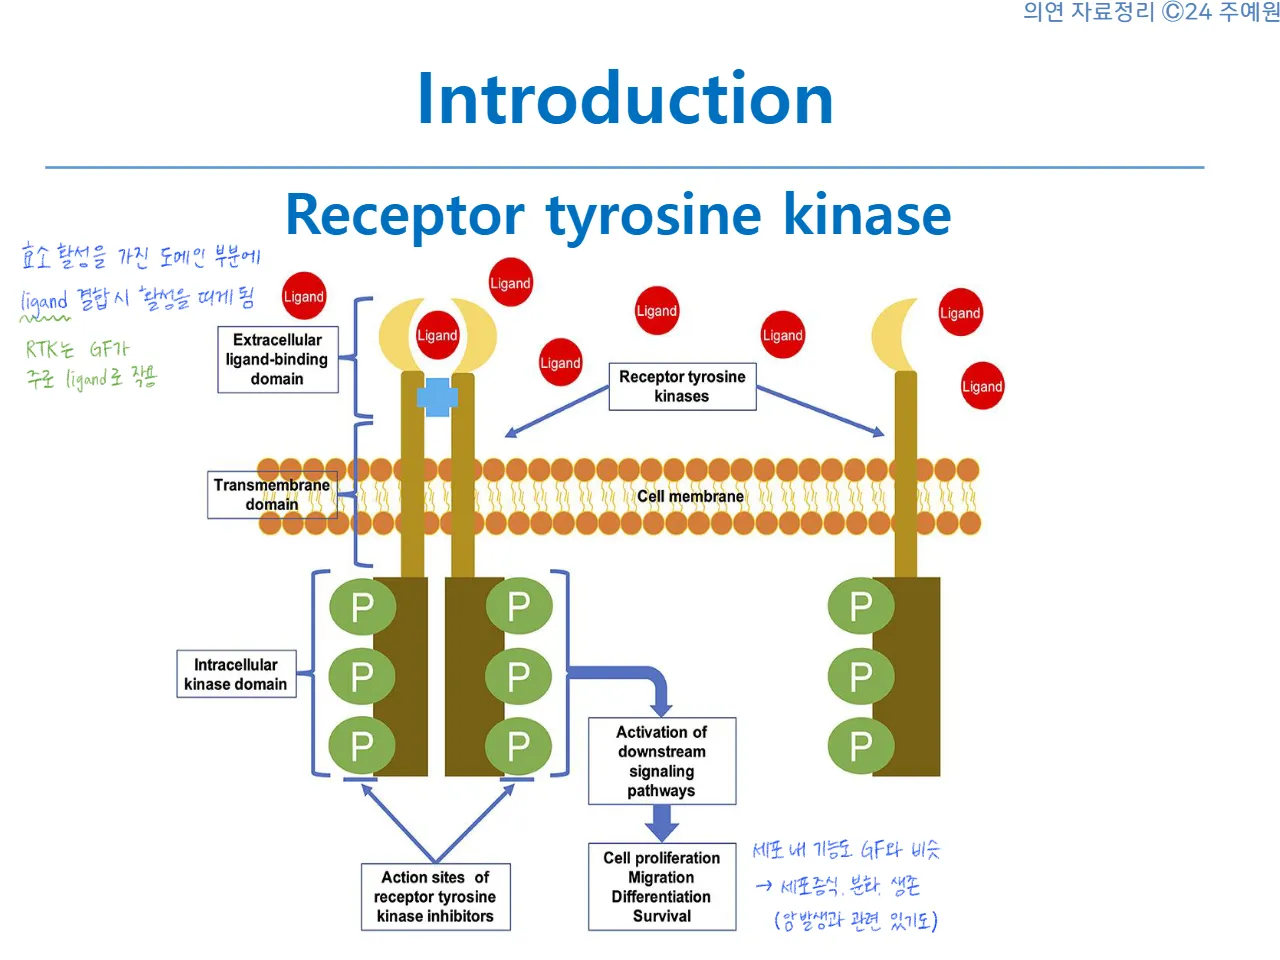 의연 자료정리 ©24 주예원
Introduction
Receptor tyrosine kinase
효소 활성을 가진 도메인 부분에
ligand 결합시 활성을 띠게 됨
RTK는 GF가
주로 ligand로 작용
Ligand
Ligand
Ligand
Ligand
Ligand
Ligand
Ligand
Ligand
Extracellular
ligand-binding
domain
Receptor tyrosine
kinases
Transmembrane
domain
Cell membrane
P
P
P
P
P
P
P
P
P
Intracellular
kinase domain
Activation of
downstream
signaling
pathways
Cell proliferation
Migration
Differentiation
Survival
Action sites of
receptor tyrosine
kinase inhibitors
세포 내 기능도 GF와 비슷
→ 세포증식, 분화, 생존
(암 발생과 관련 있기도)